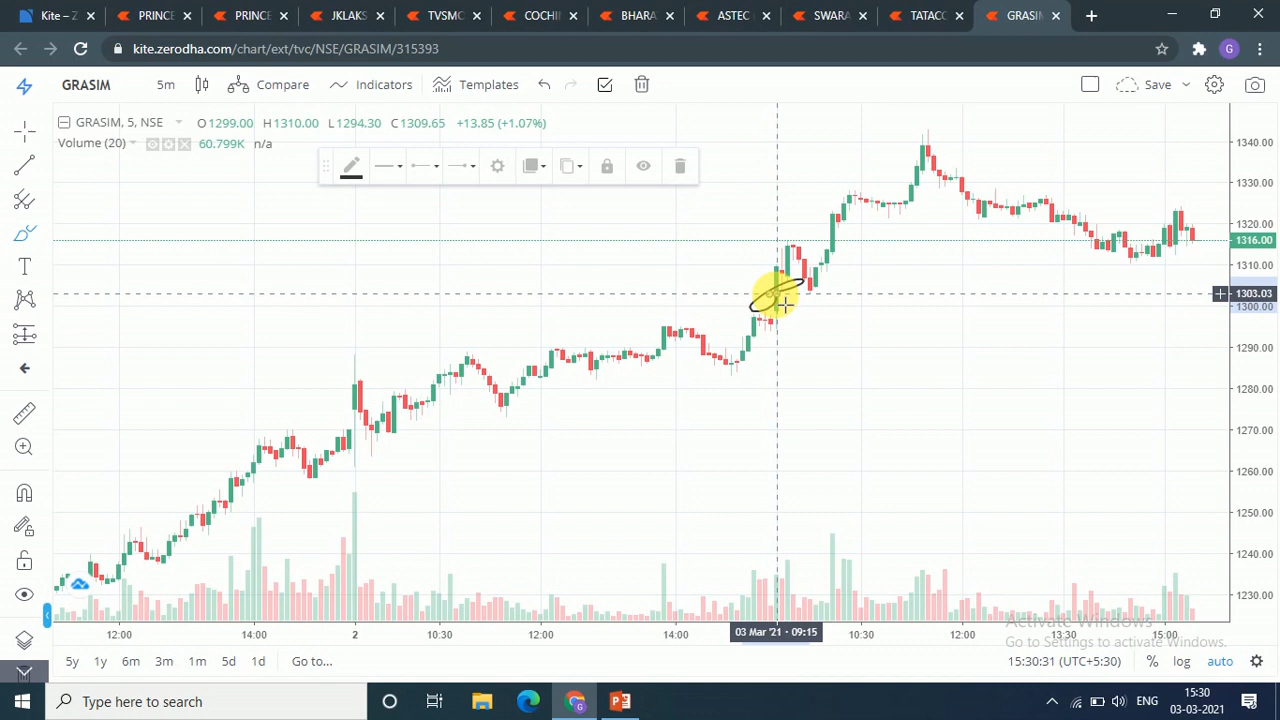 Kite – Z
PRINCE
PRINCE
JKLAKS
TVSMC
COCHI
BHARA
ASTEC (
SWARA
TATACC
GRASIM
kite.zerodha.com/chart/ext/tvc/NSE/GRASIM/315393
G
GRASIM
5m
Compare
Indicators
Templates
Save
GRASIM, 5, NSE O1299.00 H1310.00 L1294.30 C1309.65 +13.85 (+1.07%)
Volume (20) 60.799K n/a
1340.00
1330.00
1320.00
1316.00
1310.00
1303.03
1300.00
1290.00
1280.00
1270.00
1260.00
1250.00
1240.00
1230.00
12:00 14:00 2 10:30 12:00 14:00 03 Mar '21 - 09:15 10:30 12:00 13:30 15:00
Activate Windows
Go to Settings to activate Windows.
5y 1y 6m 3m 1m 5d 1d Go to... 15:30:31 (UTC+5:30) % log auto
Type here to search
ENG
15:30
03-03-2021